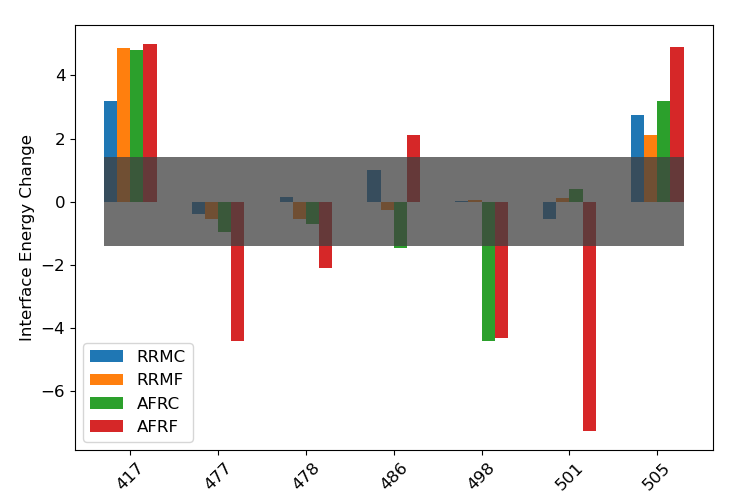 Interface Energy Change
4
2
0
−2
−4
−6
RRMC
RRMF
AFRC
AFRF
417
477
478
486
498
501
505